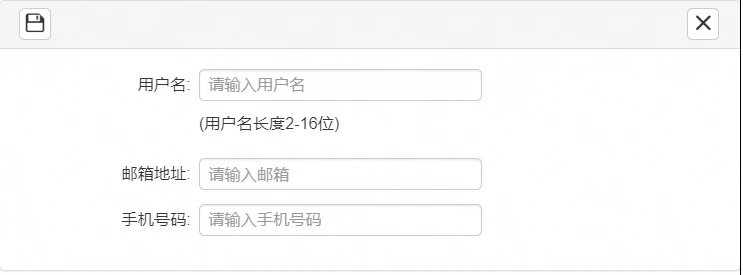 用户名: 请输入用户名
(用户名长度2-16位)
邮箱地址: 请输入邮箱
手机号码: 请输入手机号码